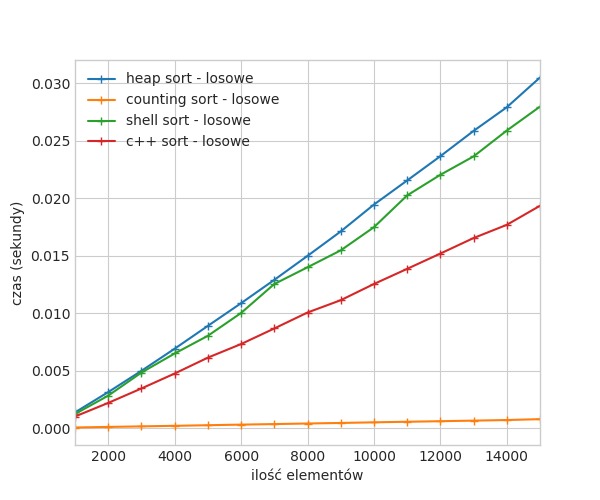 heap sort - losowe
counting sort - losowe
shell sort - losowe
c++ sort - losowe
czas (sekundy)
0.030
0.025
0.020
0.015
0.010
0.005
0.000
2000 4000 6000 8000 10000 12000 14000
ilość elementów